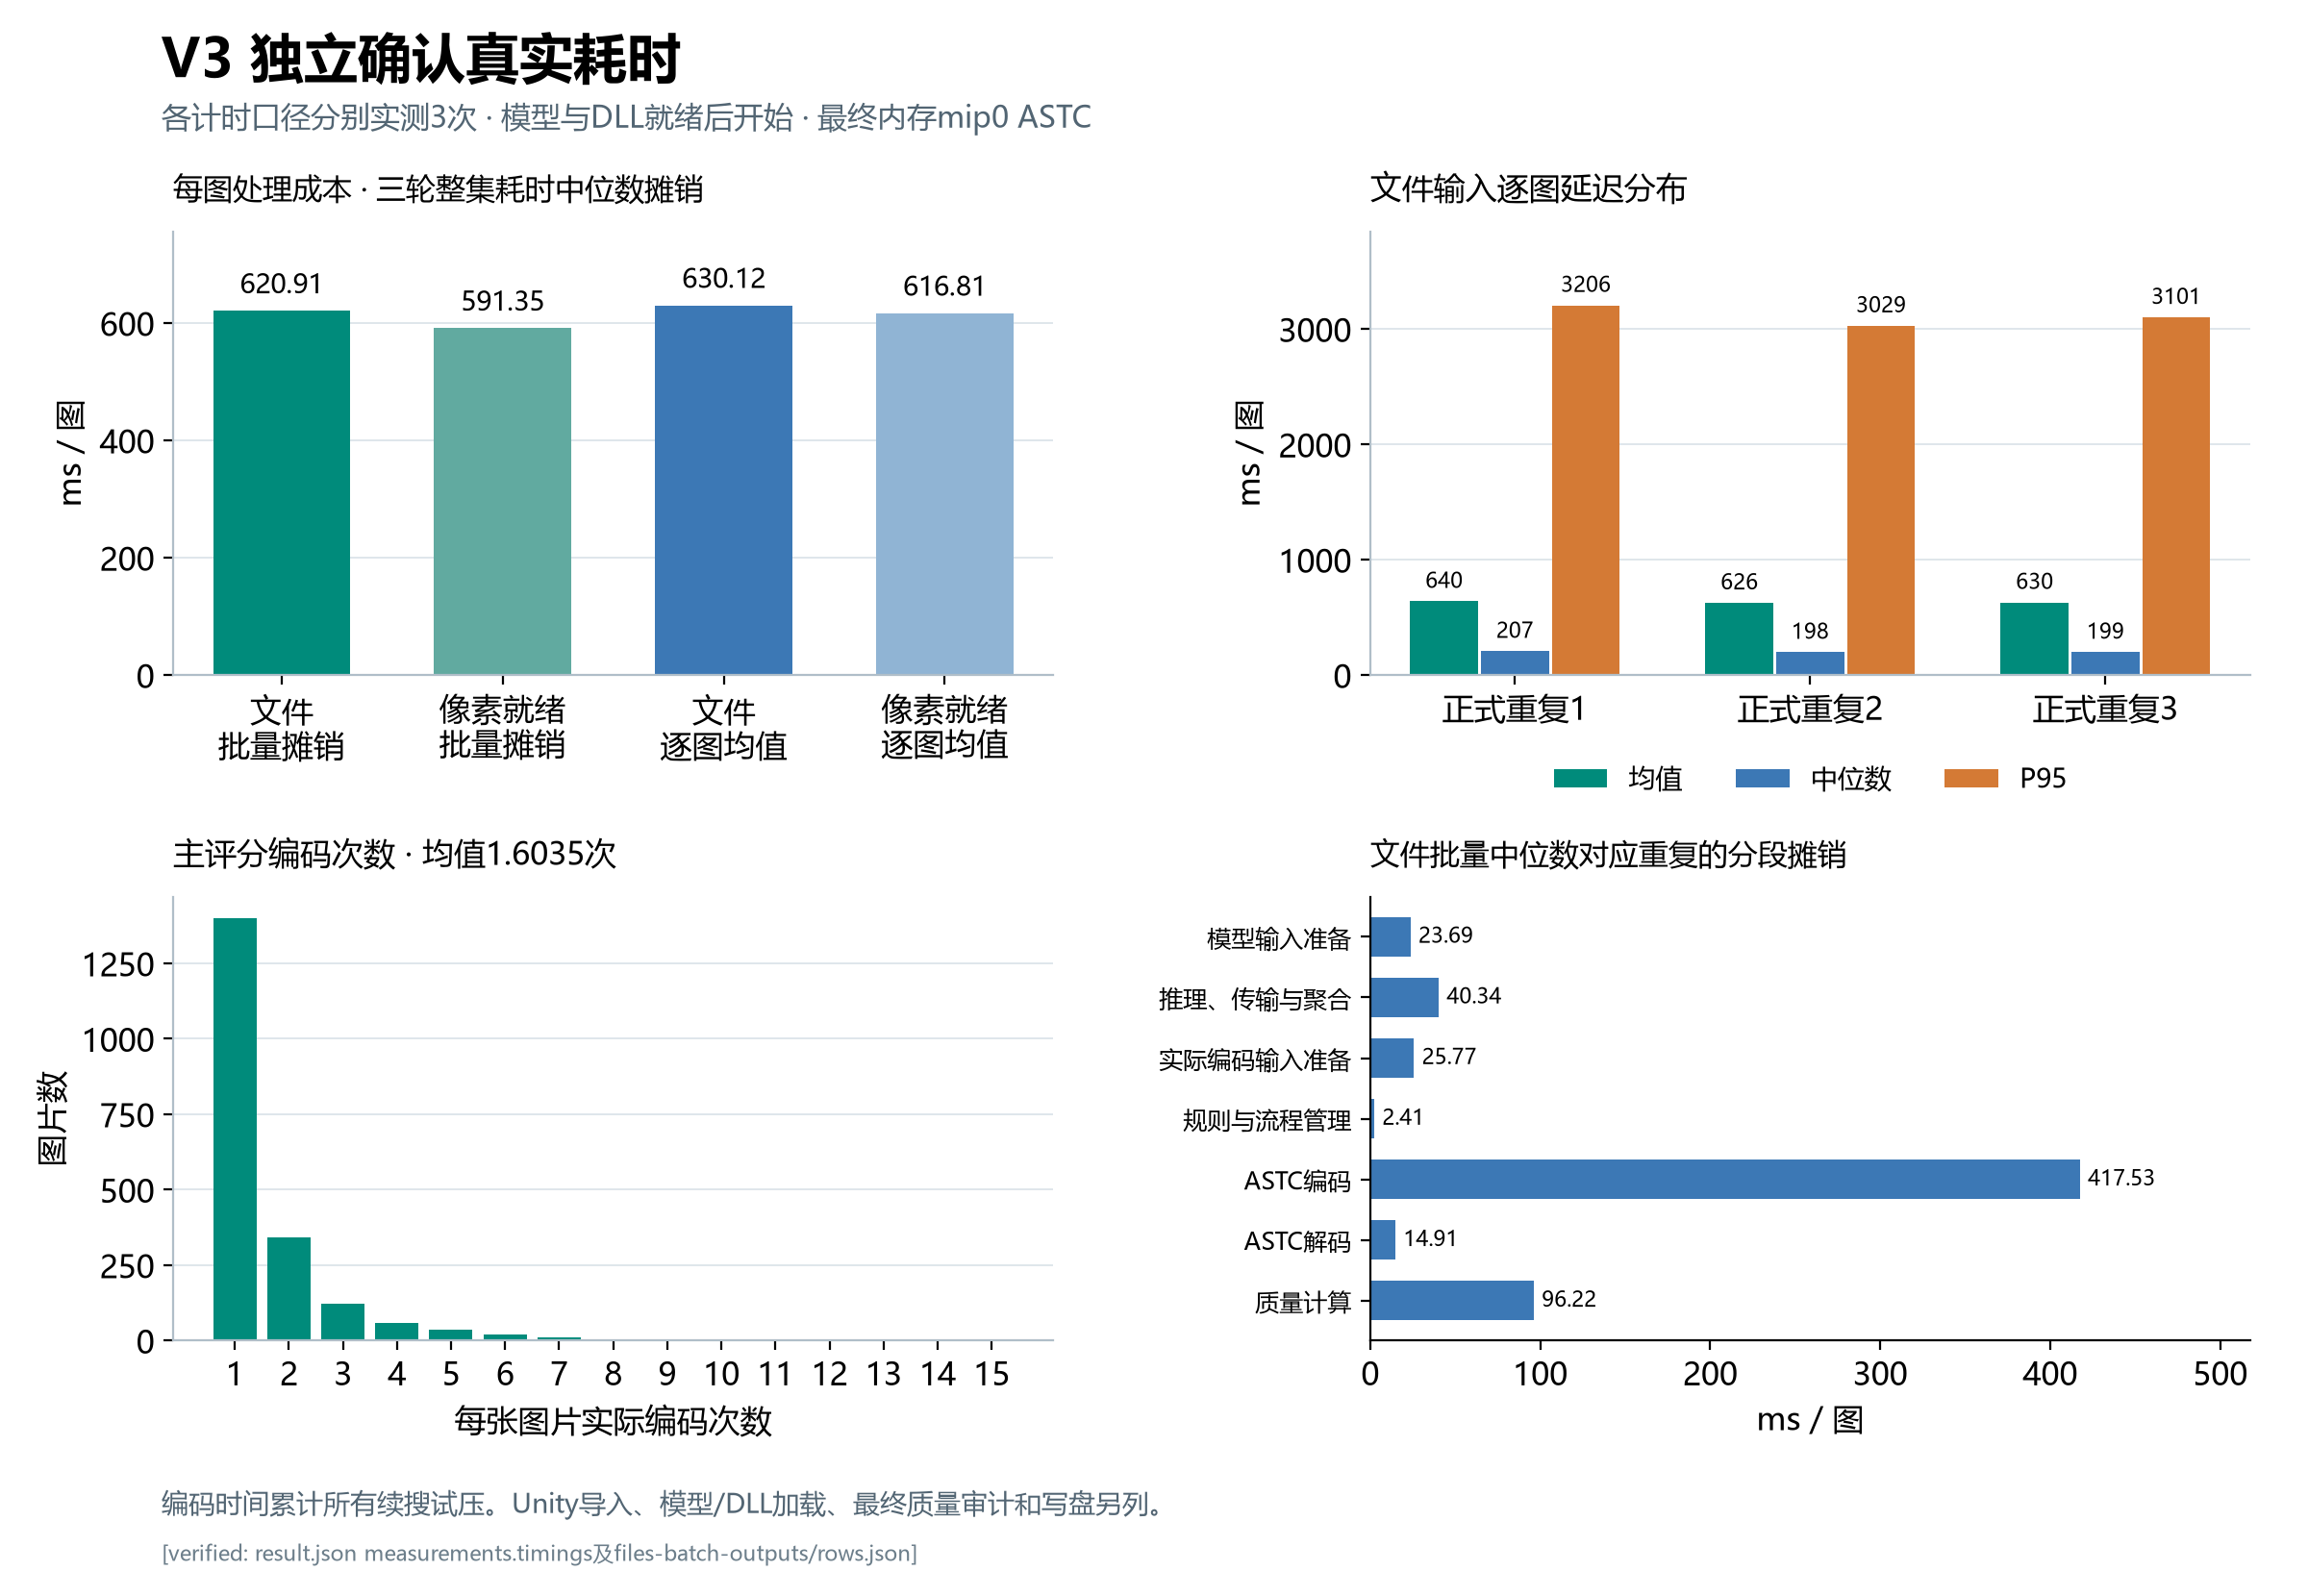 V3 独立确认真实耗时
各计时口径分别实测3次 · 模型与DLL就绪后开始 · 最终内存mip0 ASTC
每图处理成本 · 三轮整集耗时中位数摊销
ms / 图
600
400
200
0
620.91
591.35
630.12
616.81
文件
批量摊销
像素就绪
批量摊销
文件
逐图均值
像素就绪
逐图均值
文件输入逐图延迟分布
ms / 图
3000
2000
1000
0
640
207
3206
626
198
3029
630
199
3101
正式重复1
正式重复2
正式重复3
均值
中位数
P95
主评分编码次数 · 均值1.6035次
图片数
1250
1000
750
500
250
0
1
2
3
4
5
6
7
8
9
10
11
12
13
14
15
每张图片实际编码次数
文件批量中位数对应重复的分段摊销
模型输入准备
23.69
推理、传输与聚合
40.34
实际编码输入准备
25.77
规则与流程管理
2.41
ASTC编码
417.53
ASTC解码
14.91
质量计算
96.22
0
100
200
300
400
500
ms / 图
编码时间累计所有续搜试压。Unity导入、模型/DLL加载、最终质量审计和写盘另列。
[verified: result.json measurements.timings及files-batch-outputs/rows.json]